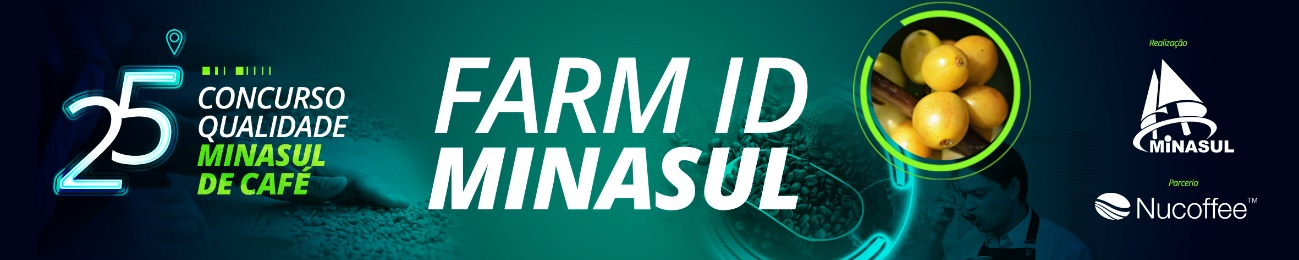 25
CONCURSO
QUALIDADE
MINASUL
DE CAFÉ
FARM ID
MINASUL
Realização
MiNASUL
Parceria
Nucoffee™